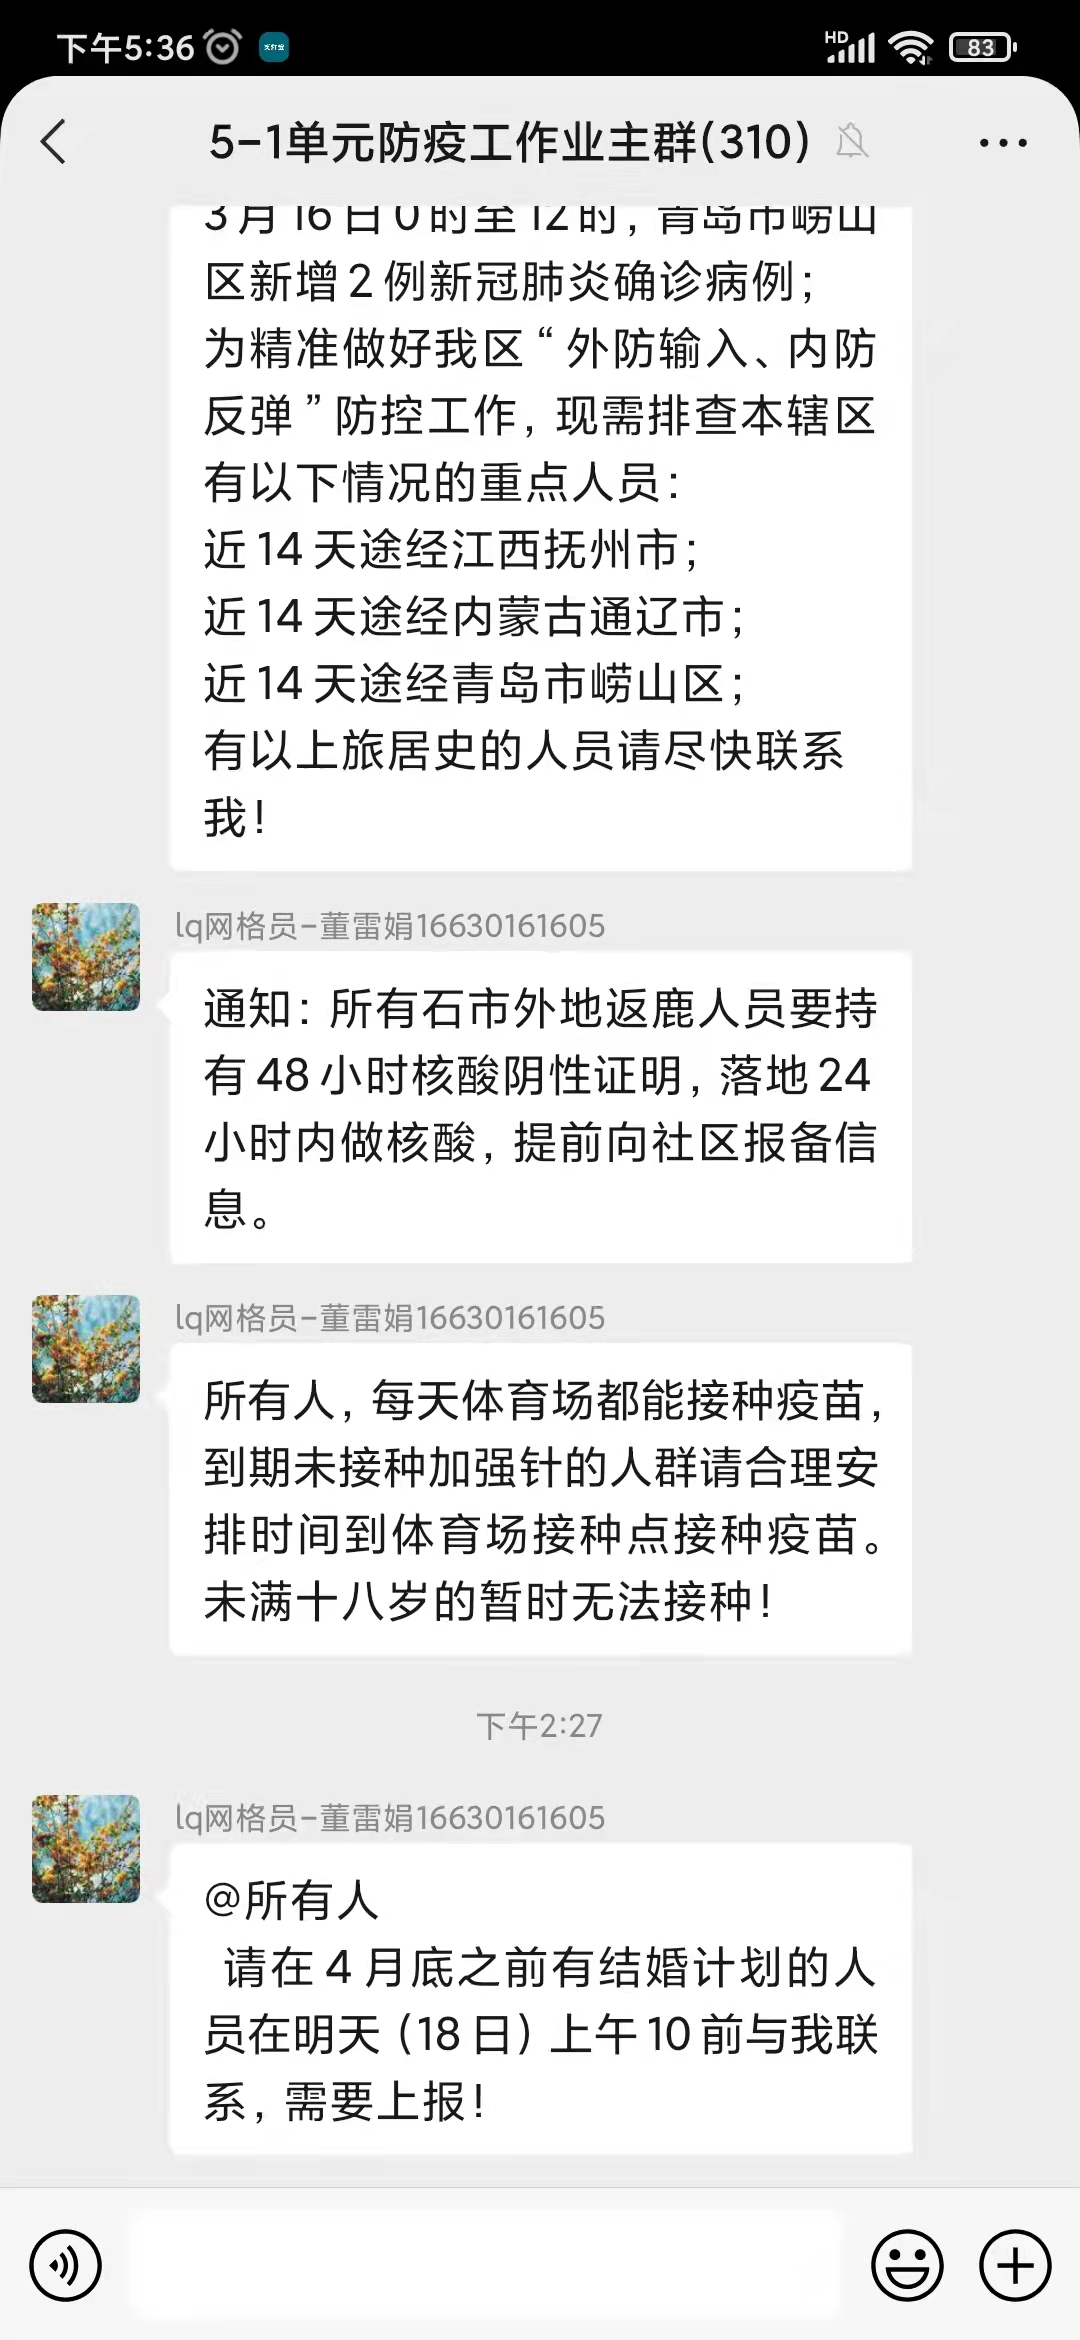 下午5:36
HD
83
5-1单元防疫工作业主群(310)
3月16日0时至12时，青岛市崂山
区新增2例新冠肺炎确诊病例；
为精准做好我区“外防输入、内防
反弹”防控工作，现需排查本辖区
有以下情况的重点人员：
近14天途经江西抚州市；
近14天途经内蒙古通辽市；
近14天途经青岛市崂山区；
有以上旅居史的人员请尽快联系
我！
lq网格员-董雷娟16630161605
通知：所有石市外地返鹿人员要持
有48小时核酸阴性证明，落地24
小时内做核酸，提前向社区报备信
息。
lq网格员-董雷娟16630161605
所有人，每天体育场都能接种疫苗，
到期未接种加强针的人群请合理安
排时间到体育场接种点接种疫苗。
未满十八岁的暂时无法接种！
下午2:27
lq网格员-董雷娟16630161605
@所有人
请在4月底之前有结婚计划的人
员在明天（18日）上午10前与我联
系，需要上报！